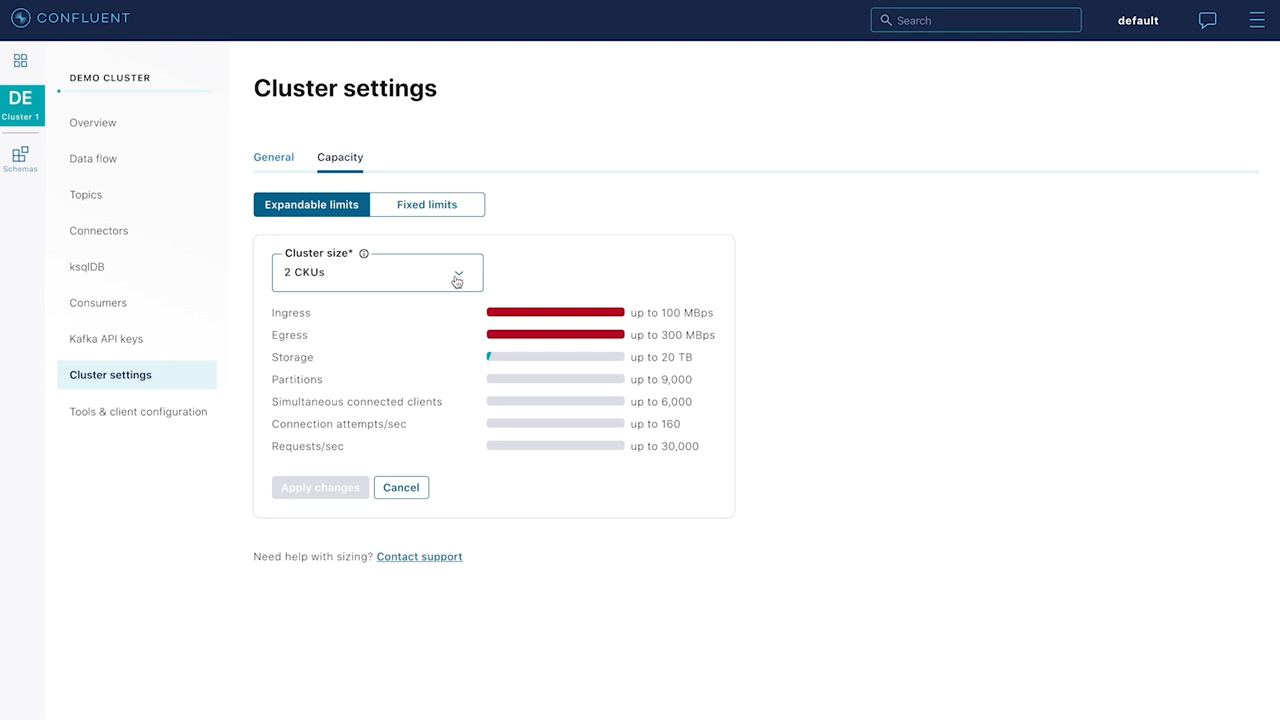 CONFLUENT
Search
default
DE
Cluster 1
Schemas
DEMO CLUSTER
Overview
Data flow
Topics
Connectors
ksqlDB
Consumers
Kafka API keys
Cluster settings
Tools & client configuration
Cluster settings
General Capacity
Expandable limits Fixed limits
Cluster size*
2 CKUs
Ingress up to 100 MBps
Egress up to 300 MBps
Storage up to 20 TB
Partitions up to 9,000
Simultaneous connected clients up to 6,000
Connection attempts/sec up to 160
Requests/sec up to 30,000
Apply changes Cancel
Need help with sizing? Contact support